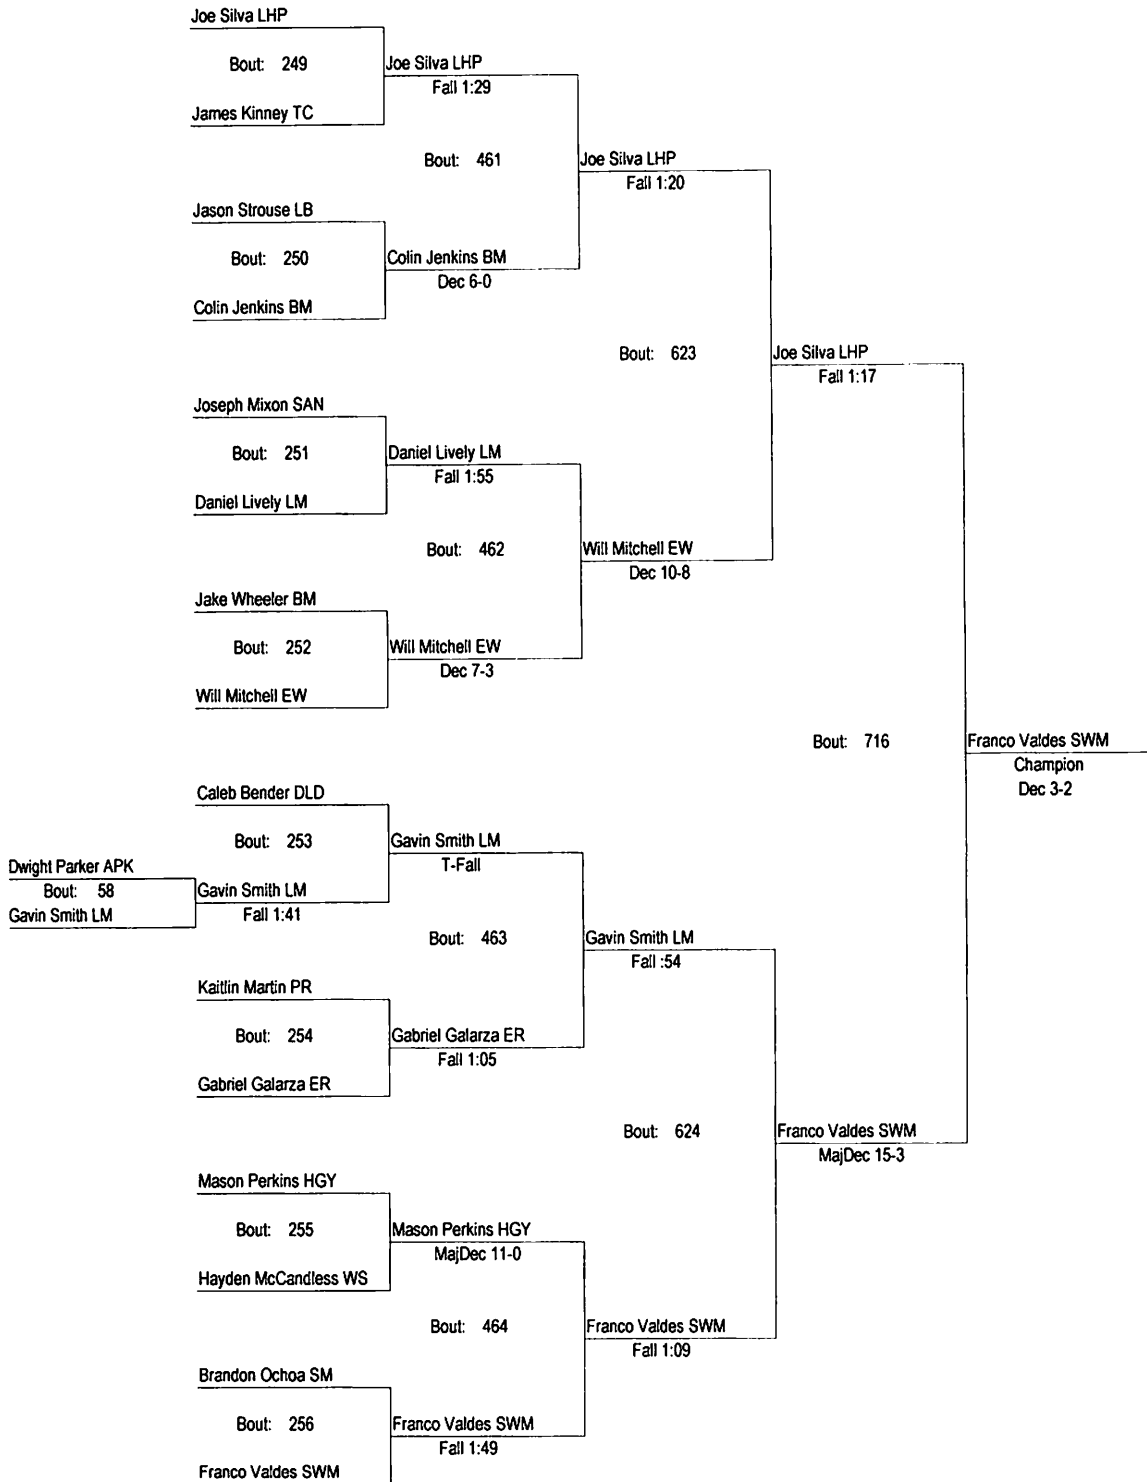 Joe Silva LHP
Bout: 249
Joe Silva LHP
Fall 1:29
James Kinney TC
Bout: 461
Joe Silva LHP
Fall 1:20
Jason Strouse LB
Bout: 250
Colin Jenkins BM
Dec 6-0
Colin Jenkins BM
Bout: 623
Joe Silva LHP
Fall 1:17
Joseph Mixon SAN
Bout: 251
Daniel Lively LM
Fall 1:55
Daniel Lively LM
Bout: 462
Will Mitchell EW
Dec 10-8
Jake Wheeler BM
Bout: 252
Will Mitchell EW
Dec 7-3
Will Mitchell EW
Bout: 716
Franco Valdes SWM
Champion
Dec 3-2
Caleb Bender DLD
Bout: 253
Gavin Smith LM
T-Fall
Dwight Parker APK
Bout: 58
Gavin Smith LM
Gavin Smith LM
Fall 1:41
Bout: 463
Gavin Smith LM
Fall :54
Kaitlin Martin PR
Bout: 254
Gabriel Galarza ER
Fall 1:05
Gabriel Galarza ER
Bout: 624
Franco Valdes SWM
MajDec 15-3
Mason Perkins HGY
Bout: 255
Mason Perkins HGY
MajDec 11-0
Hayden McCandless WS
Bout: 464
Franco Valdes SWM
Fall 1:09
Brandon Ochoa SM
Bout: 256
Franco Valdes SWM
Fall 1:49
Franco Valdes SWM